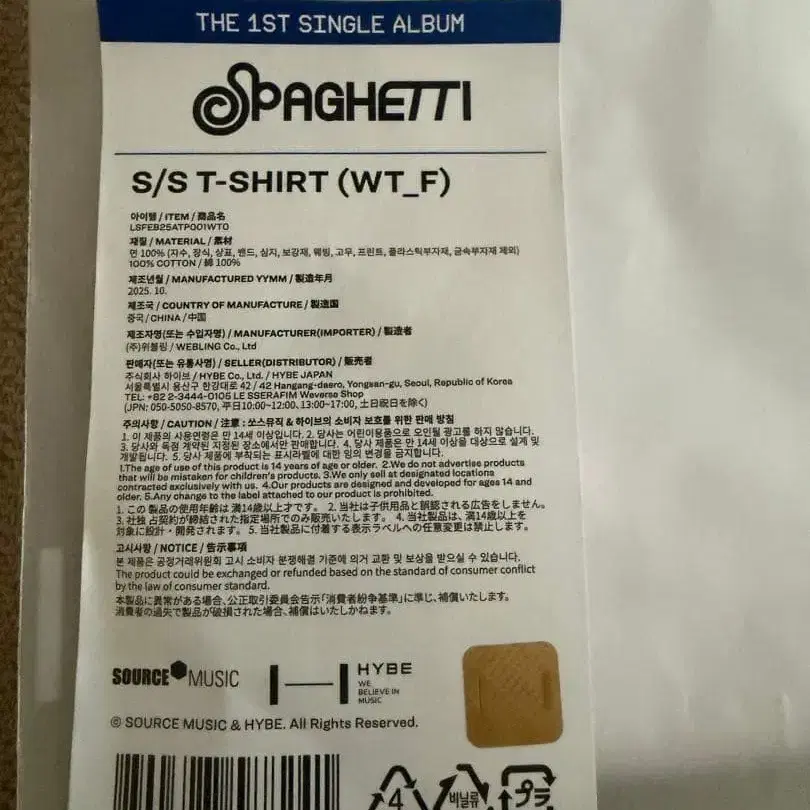 THE 1ST SINGLE ALBUM
SPAGHETTI
S/S T-SHIRT (WT_F)
아이템 / ITEM / 商品名
LSFEB25ATP001WT0
재질 / MATERIAL / 素材
면 100% (자수, 장식, 상표, 밴드, 심지, 보강재, 웨빙, 고무, 프린트, 플라스틱부자재, 금속부자재 제외)
100% COTTON / 綿 100%
제조년월 / MANUFACTURED YYMM / 製造年月
2025. 10.
제조국 / COUNTRY OF MANUFACTURE / 製造国
중국 / CHINA / 中国
제조자명(또는 수입자명) / MANUFACTURER(IMPORTER) / 製造者
(주)위블링 / WEBLING Co., Ltd
판매자(또는 유통사명) / SELLER(DISTRIBUTOR) / 販売者
주식회사 하이브 / HYBE Co., Ltd. / HYBE JAPAN
서울특별시 용산구 한강대로 42 / 42 Hangang-daero, Yongsan-gu, Seoul, Republic of Korea
TEL: +82 2-3444-0105 LE SSERAFIM Weverse Shop
(JPN: 050-5050-8570, 平日10:00~12:00, 13:00~17:00, 土日祝日を除く)
주의사항 / CAUTION / 注意 : 쏘스뮤직 & 하이브의 소비자 보호를 위한 판매 방침
1. 이 제품의 사용연령은 만 14세 이상입니다. 2. 당사는 어린이용품으로 오인될 광고를 하지 않습니다.
3. 당사와 독점 계약된 지정된 장소에서만 판매합니다. 4. 당사 제품은 만 14세 이상을 대상으로 설계 및
개발됩니다. 5. 당사 제품에 부착되는 표시라벨에 대한 임의 변경을 금지합니다.
1.The age of use of this product is 14 years of age or older. 2.We do not advertise products
that will be mistaken for children's products. 3.We only sell at designated locations
contracted exclusively with us. 4.Our products are designed and developed for ages 14 and
older. 5.Any change to the label attached to our product is prohibited.
1. この 製品の使用年齢は 満14歳以上才です。 2. 当社は子供用品と誤認される広告をしません。
3. 社独 占契約が締結された指定場所でのみ販売いたします。 4. 当社製品は、満14歳以上を
対象に設計・開発されます。 5. 当社製品に付着する表示ラベルへの任意変更は禁止します。
고시사항 / NOTICE / 告示事項
본 제품은 공정거래위원회 고시 소비자 분쟁해결 기준에 의거 교환 및 보상을 받으실 수 있습니다.
The product could be exchanged or refunded based on the standard of consumer conflict
by the law of consumer standard.
本製品に異常がある場合、公正取引委員会告示「消費者紛争基準」に準じ、補償いたします。
消費者の過失で製品が破損された場合、補償はいたしかねます。
SOURCE MUSIC
HYBE
WE
BELIEVE IN
MUSIC
© SOURCE MUSIC & HYBE. All Rights Reserved.
4
비닐류
プラ